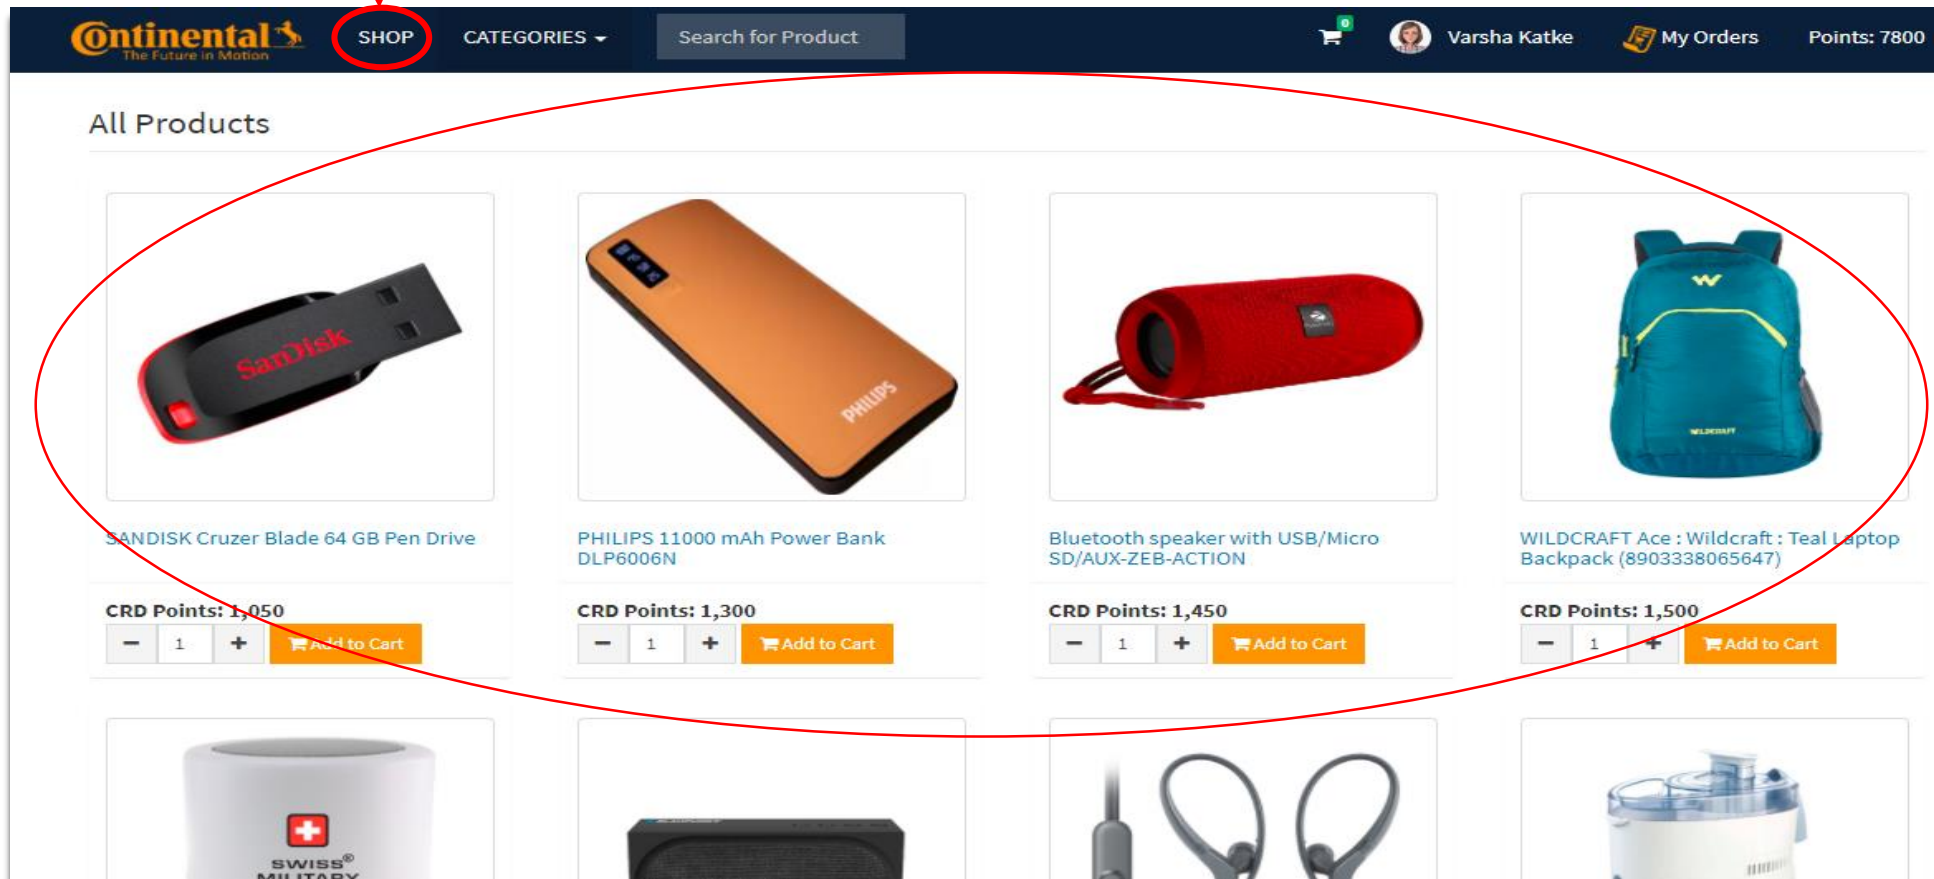 Ontinental SHOP CATEGORIES Search for Product 0 Varsha Katke My Orders Points: 7800
The Future in Motion
All Products
SanDisk
PHILIPS
WILDCRAFT
SANDISK Cruzer Blade 64 GB Pen Drive
PHILIPS 11000 mAh Power Bank
DLP6006N
Bluetooth speaker with USB/Micro
SD/AUX-ZEB-ACTION
WILDCRAFT Ace : Wildcraft : Teal Laptop
Backpack (8903338065647)
CRD Points: 1,050
− 1 + Add to Cart
CRD Points: 1,300
− 1 + Add to Cart
CRD Points: 1,450
− 1 + Add to Cart
CRD Points: 1,500
− 1 + Add to Cart
SWISS®
MILITARY